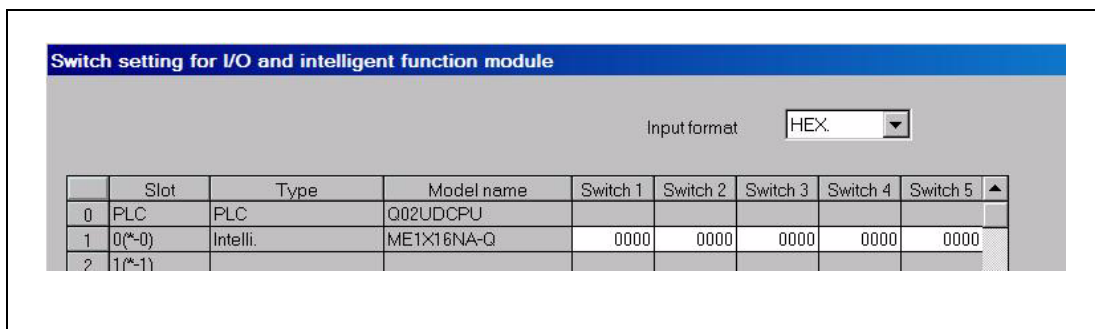 Switch setting for I/O and intelligent function module
Input format HEX.
Slot Type Model name Switch 1 Switch 2 Switch 3 Switch 4 Switch 5
0 PLC PLC Q02UDCPU
1 0(*-0) Intelli. ME1X16NA-Q 0000 0000 0000 0000 0000
2 1(*-1)